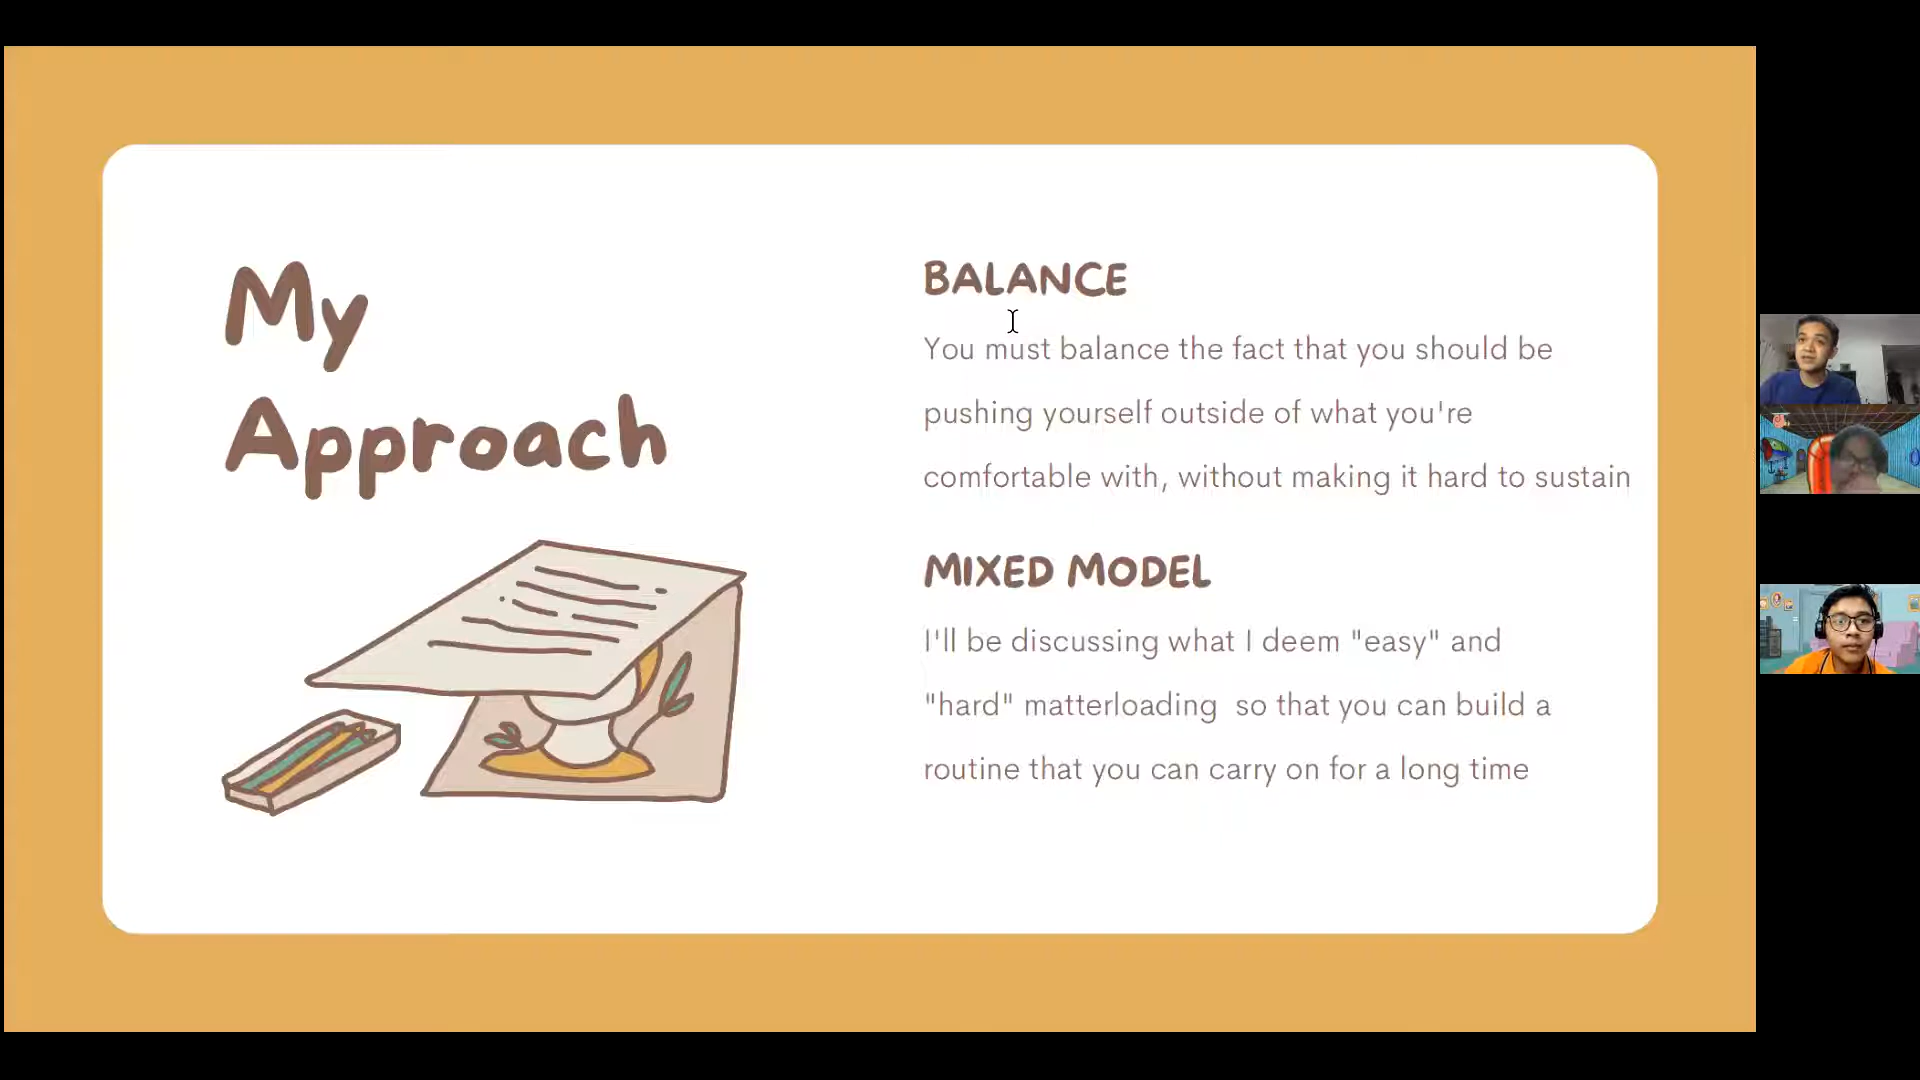 My
Approach
BALANCE
You must balance the fact that you should be
pushing yourself outside of what you're
comfortable with, without making it hard to sustain
MIXED MODEL
I'll be discussing what I deem "easy" and
"hard" matterloading  so that you can build a
routine that you can carry on for a long time